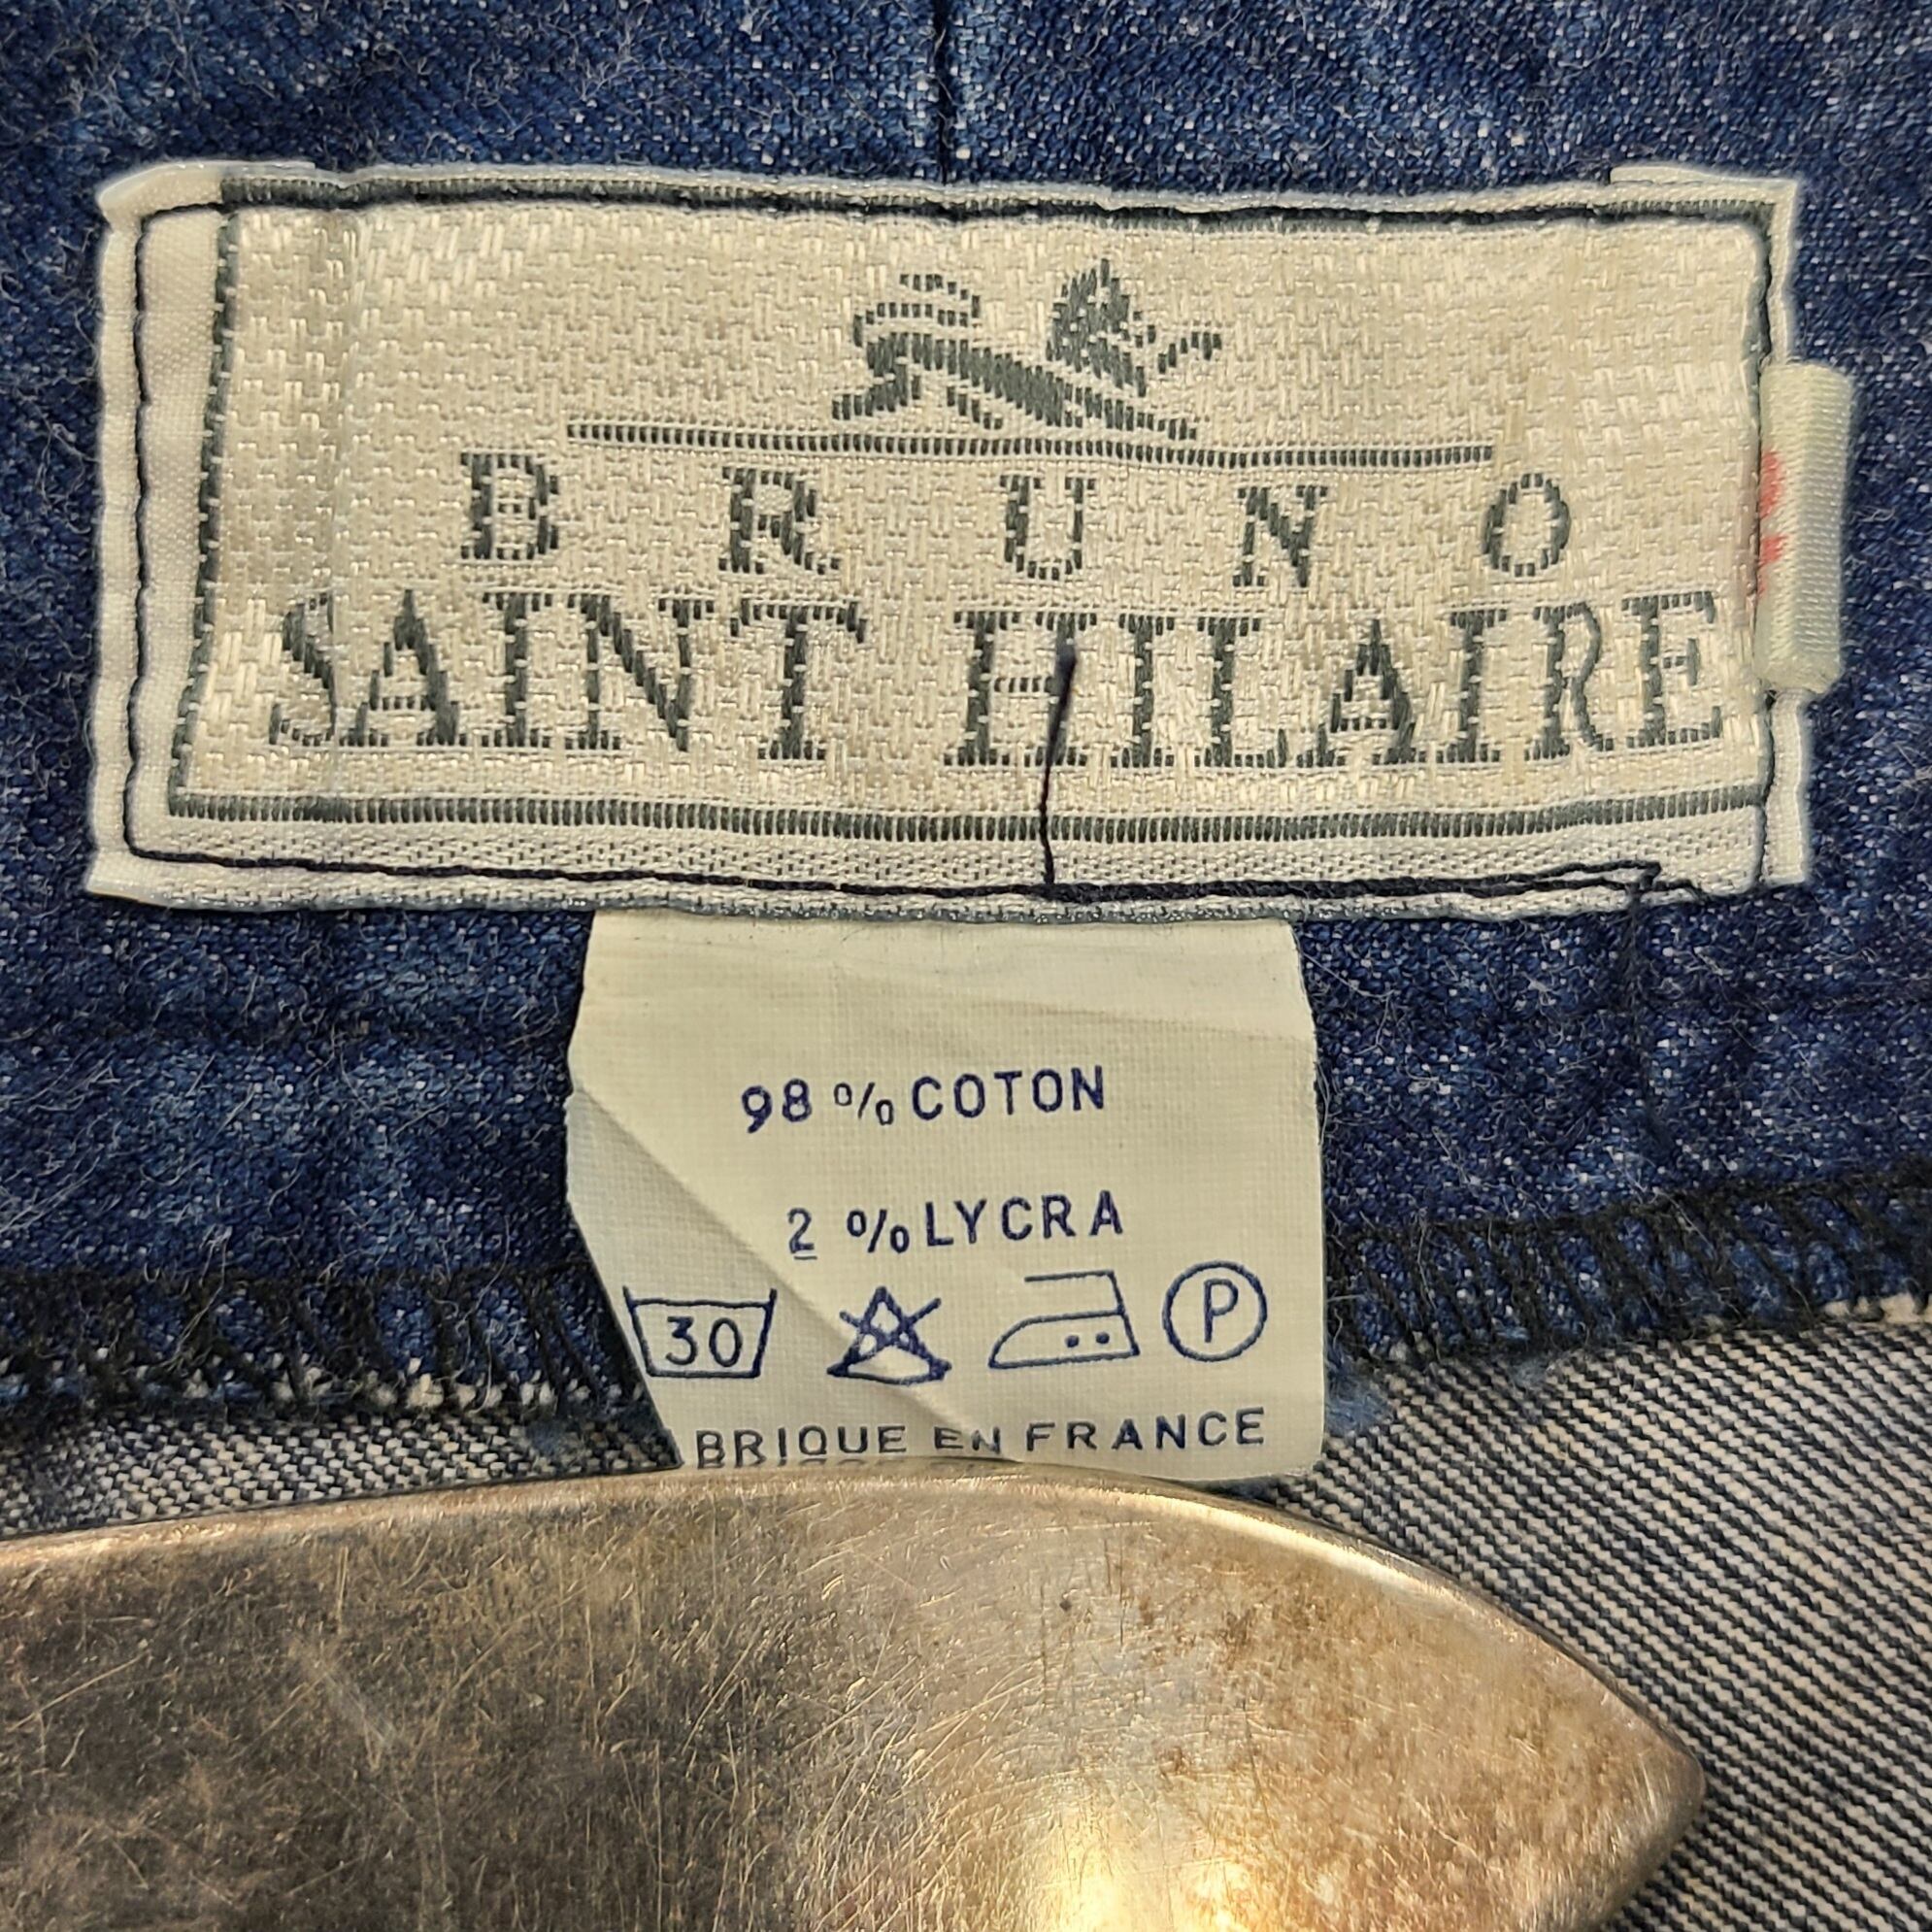 BRUNO
SAINT HILAIRE
98 % COTON
2 % LYCRA
30 P
BRIQUE EN FRANCE